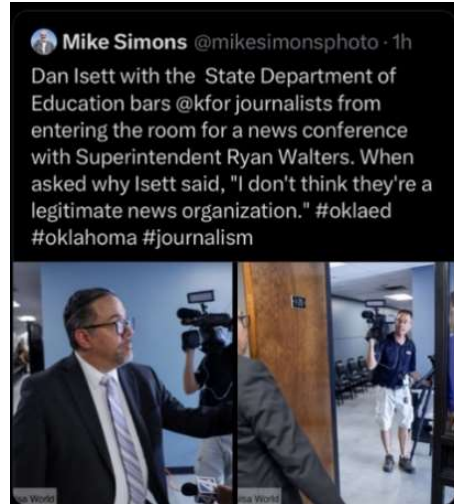 Mike Simons @mikesimonsphoto · 1h
Dan Isett with the State Department of
Education bars @kfor journalists from
entering the room for a news conference
with Superintendent Ryan Walters. When
asked why Isett said, "I don't think they're a
legitimate news organization." #oklaed
#oklahoma #journalism
World
World